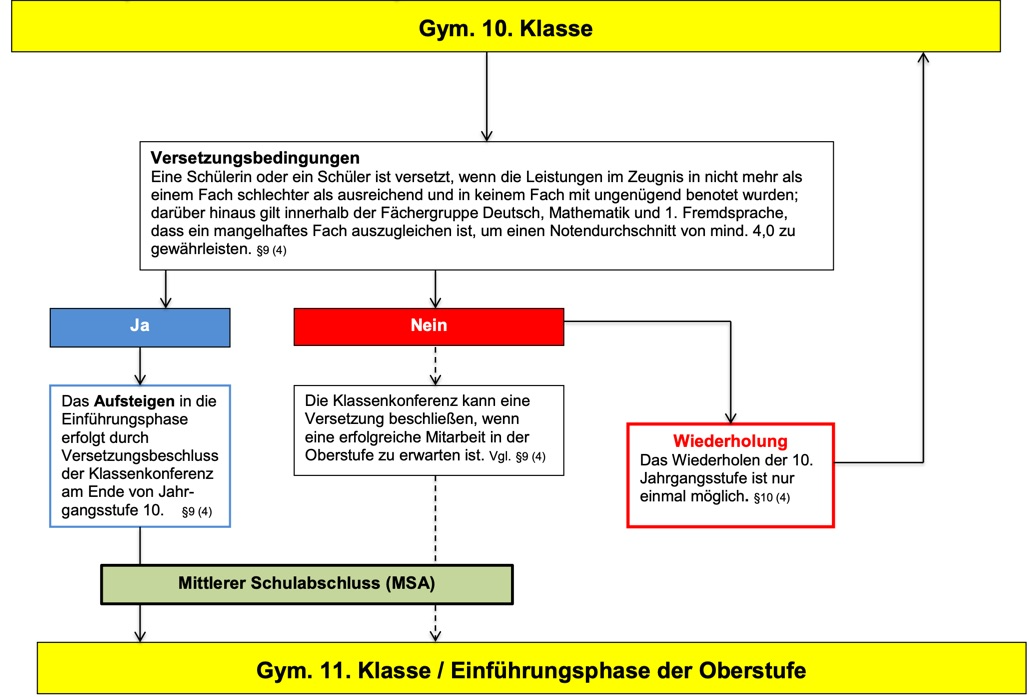 Gym. 10. Klasse
Versetzungsbedingungen
Eine Schülerin oder ein Schüler ist versetzt, wenn die Leistungen im Zeugnis in nicht mehr als
einem Fach schlechter als ausreichend und in keinem Fach mit ungenügend benotet wurden;
darüber hinaus gilt innerhalb der Fächergruppe Deutsch, Mathematik und 1. Fremdsprache,
dass ein mangelhaftes Fach auszugleichen ist, um einen Notendurchschnitt von mind. 4,0 zu
gewährleisten. §9 (4)
Ja
Nein
Das Aufsteigen in die
Einführungsphase
erfolgt durch
Versetzungsbeschluss
der Klassenkonferenz
am Ende von Jahr-
gangsstufe 10. §9 (4)
Die Klassenkonferenz kann eine
Versetzung beschließen, wenn
eine erfolgreiche Mitarbeit in der
Oberstufe zu erwarten ist. Vgl. §9 (4)
Wiederholung
Das Wiederholen der 10.
Jahrgangsstufe ist nur
einmal möglich. §10 (4)
Mittlerer Schulabschluss (MSA)
Gym. 11. Klasse / Einführungsphase der Oberstufe